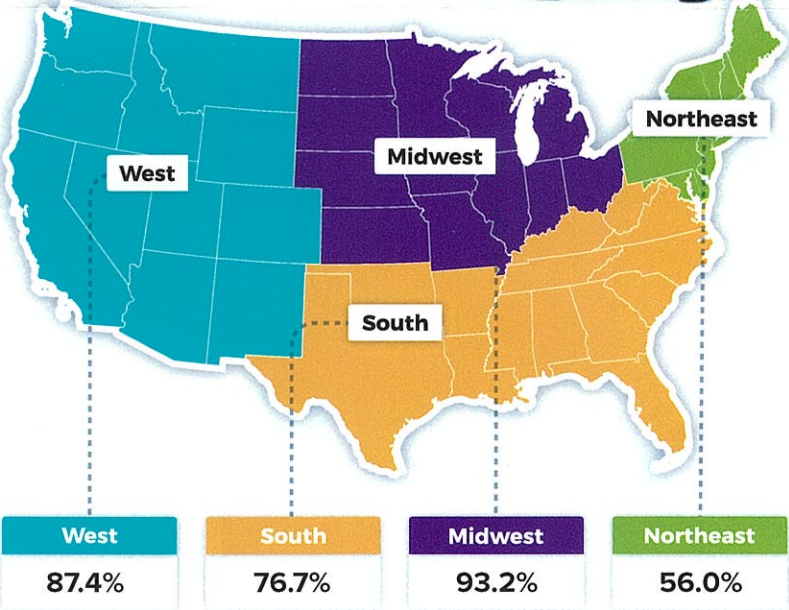 Northeast
Midwest
West
South
West
South
Midwest
Northeast
87.4%
76.7%
93.2%
56.0%